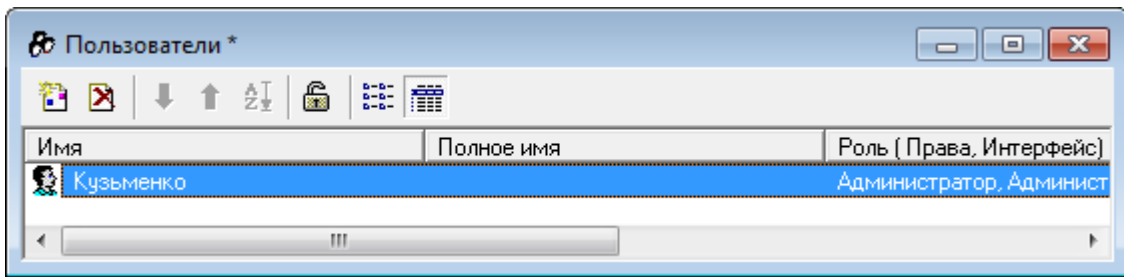 Пользователи *
Имя Полное имя Роль ( Права, Интерфейс)
Кузьменко Администратор, Админист